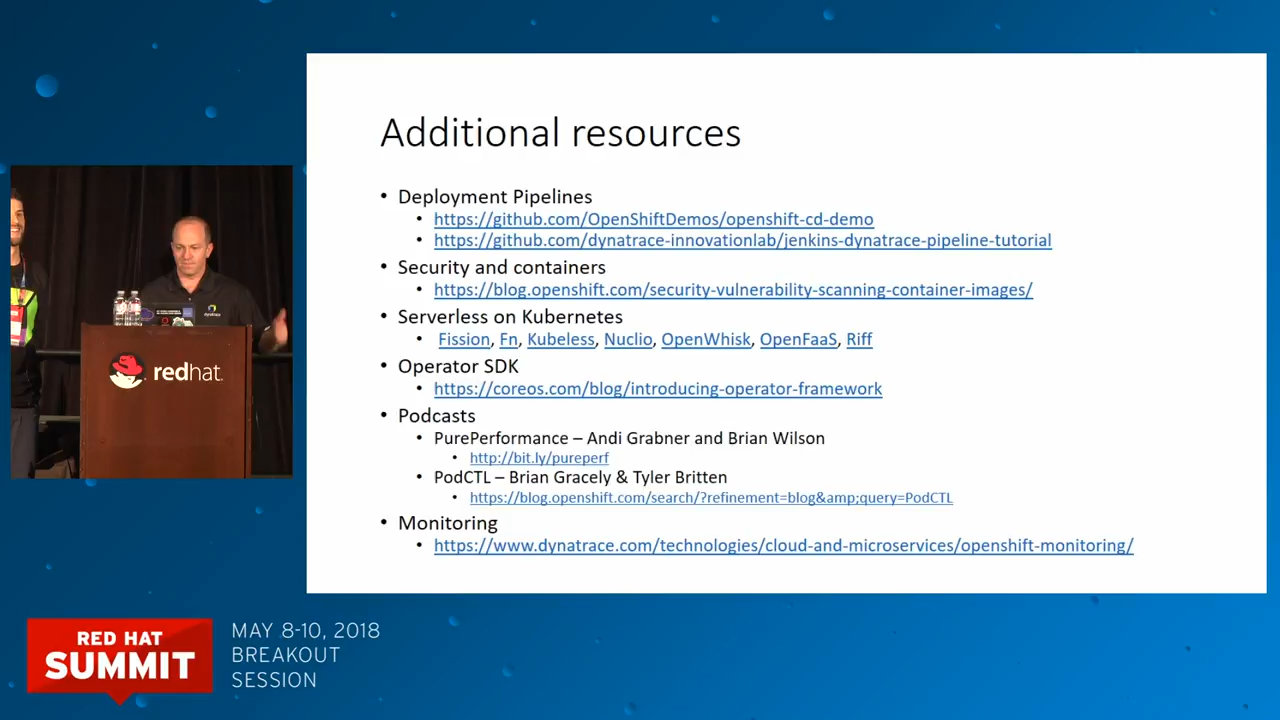 Additional resources
• Deployment Pipelines
• https://github.com/OpenShiftDemos/openshift-cd-demo
• https://github.com/dynatrace-innovationlab/jenkins-dynatrace-pipeline-tutorial
• Security and containers
• https://blog.openshift.com/security-vulnerability-scanning-container-images/
• Serverless on Kubernetes
• Fission, Fn, Kubeless, Nuclio, OpenWhisk, OpenFaaS, Riff
• Operator SDK
• https://coreos.com/blog/introducing-operator-framework
• Podcasts
• PurePerformance – Andi Grabner and Brian Wilson
• http://bit.ly/pureperf
• PodCTL – Brian Gracely & Tyler Britten
• https://blog.openshift.com/search/?refinement=blog&amp;query=PodCTL
• Monitoring
• https://www.dynatrace.com/technologies/cloud-and-microservices/openshift-monitoring/
dynatrace
redhat.
RED HAT
SUMMIT
MAY 8-10, 2018
BREAKOUT
SESSION